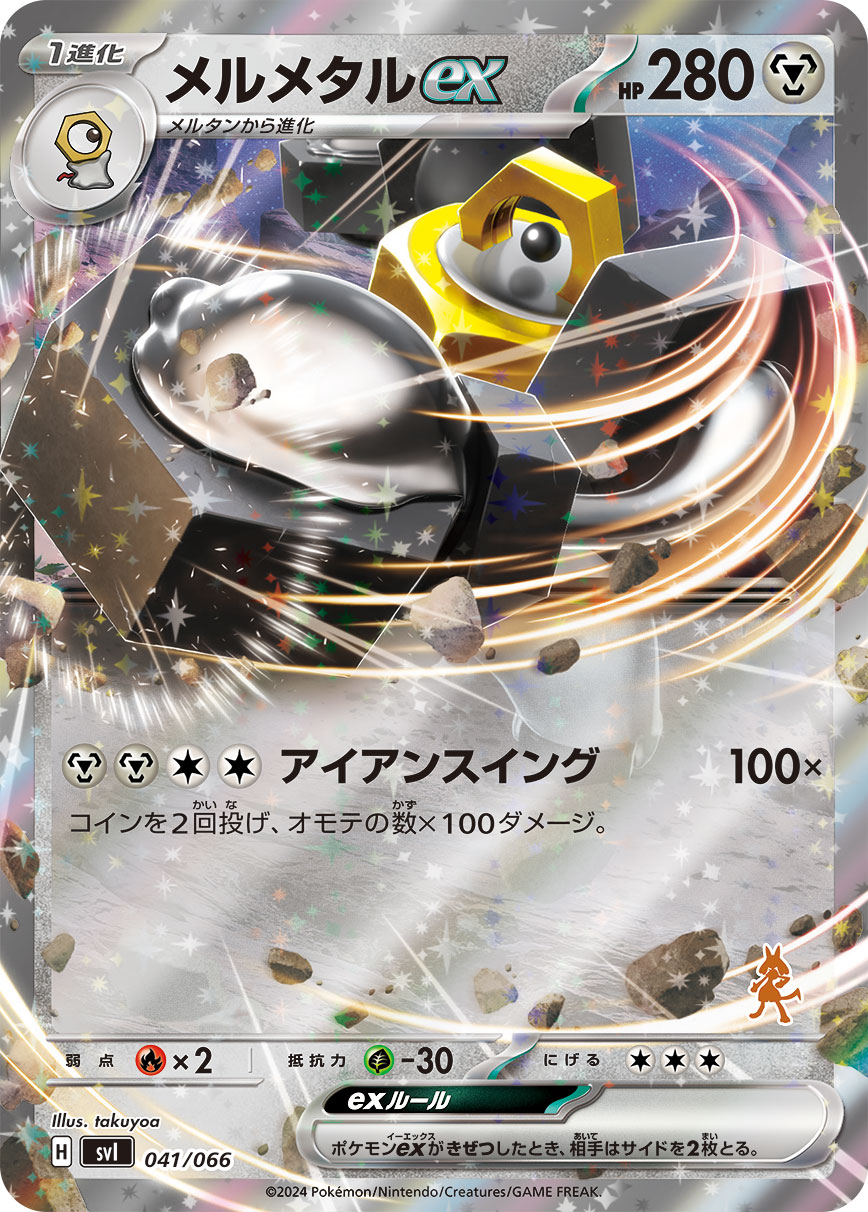 1進化
メルメタルex
HP 280
メルタンから進化
アイアンスイング 100×
コインを2回投げ、オモテの数×100ダメージ。
弱点 ×2 抵抗力 -30 にげる
exルール
ポケモンexがきぜつしたとき、相手はサイドを2枚とる。
Illus. takuyoa
H svI 041/066
©2024 Pokémon/Nintendo/Creatures/GAME FREAK.